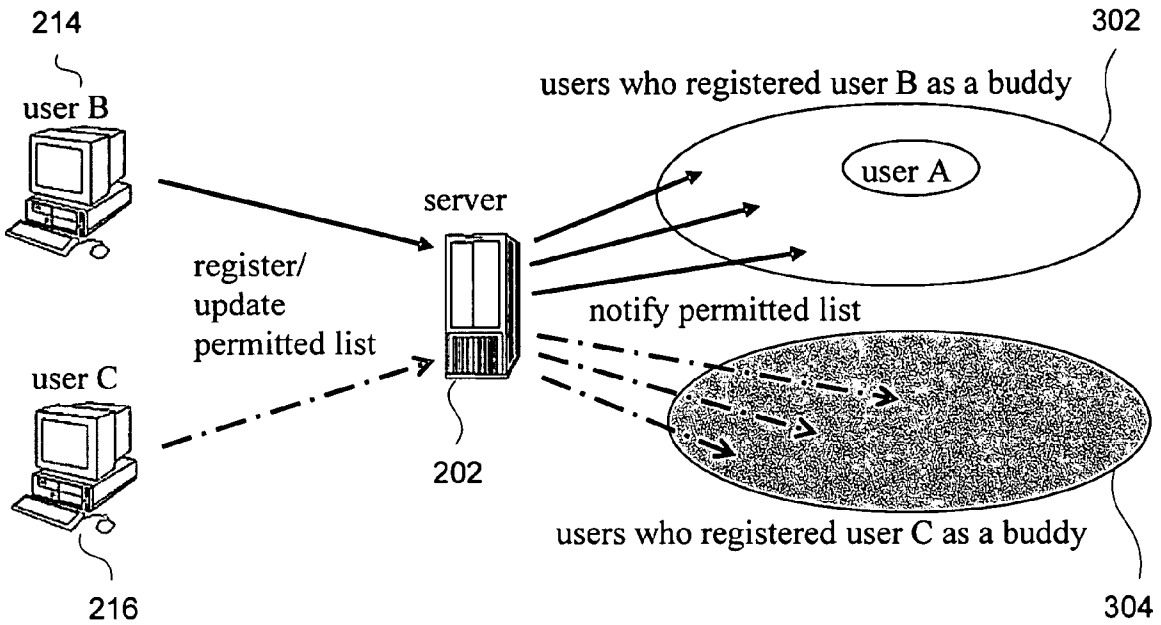 214
302
users who registered user B as a buddy
user B
user A
server
register/
update
permitted list
notify permitted list
user C
202
users who registered user C as a buddy
216
304